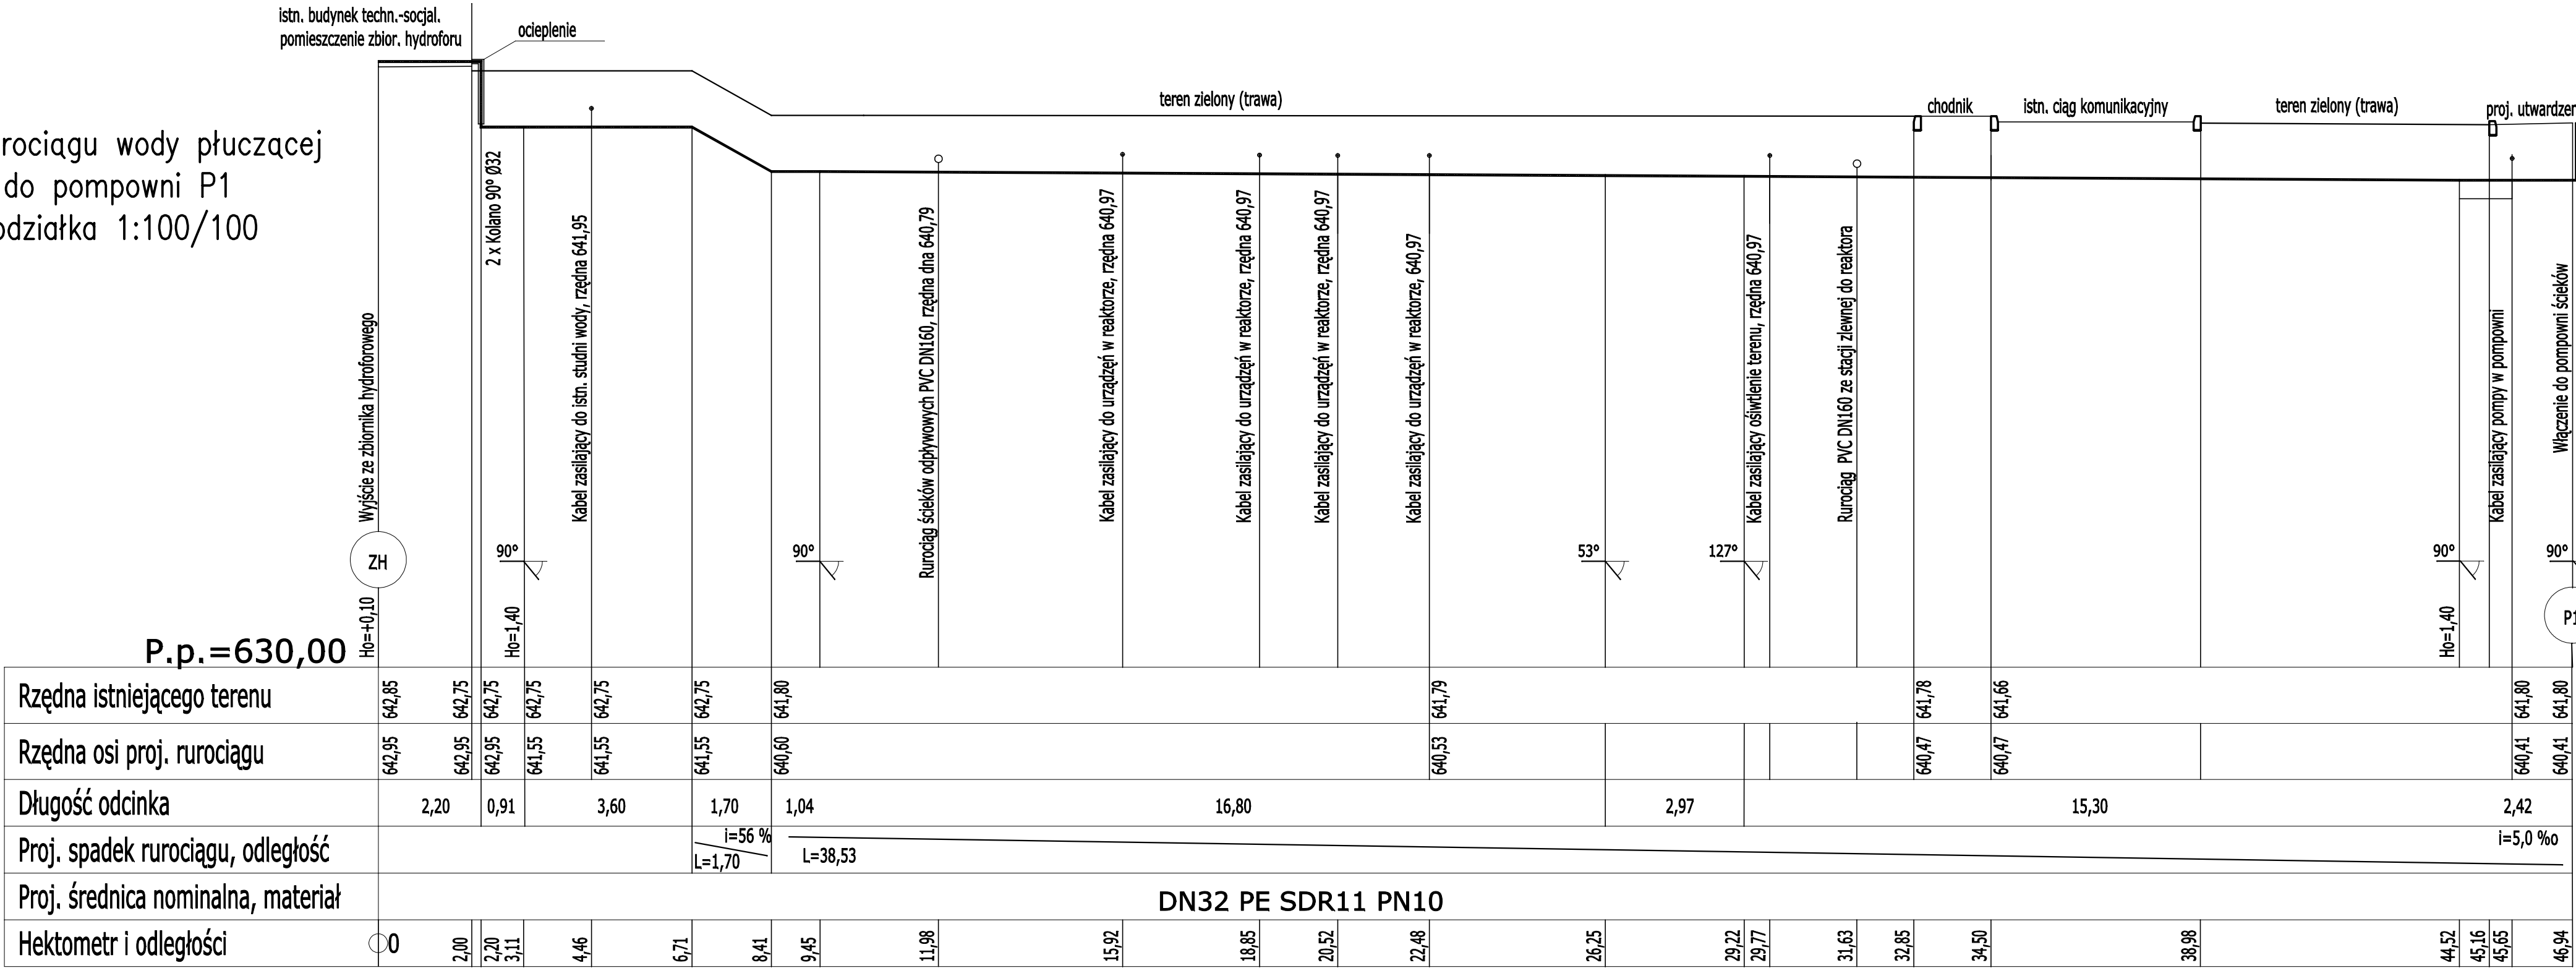 istn. budynek techn.-socjal.
pomieszczenie zbior. hydroforu
ocieplenie
teren zielony (trawa)
chodnik
istn. ciąg komunikacyjny
teren zielony (trawa)
proj. utwardzen
rociągu wody płuczącej
do pompowni P1
odziałka 1:100/100
Wyjście ze zbiornika hydroforowego
2 x Kolano 90° Ø32
Kabel zasilający do istn. studni wody, rzędna 641,95
Rurociąg ścieków odpływowych PVC DN160, rzędna dna 640,79
Kabel zasilający do urządzęń w reaktorze, rzędna 640,97
Kabel zasilający do urządzęń w reaktorze, rzędna 640,97
Kabel zasilający do urządzęń w reaktorze, rzędna 640,97
Kabel zasilający do urządzęń w reaktorze, 640,97
Kabel zasilający ośiwtlenie terenu, rzędna 640,97
Rurociąg PVC DN160 ze stacji zlewnej do reaktora
Kabel zasilający pompy w pompowni
Włączenie do pompowni ścieków
ZH
90°
90°
53°
127°
90°
90°
P1
Ho=+0,10
Ho=1,40
Ho=1,40
P.p.=630,00
Rzędna istniejącego terenu
642,85 642,75 642,75 642,75 642,75 642,75 641,80 641,79 641,78 641,66 641,80 641,80
Rzędna osi proj. rurociągu
642,95 642,95 642,95 641,55 641,55 641,55 640,60 640,53 640,47 640,47 640,41 640,41
Długość odcinka
2,20 0,91 3,60 1,70 1,04 16,80 2,97 15,30 2,42
Proj. spadek rurociągu, odległość
i=56 %
L=1,70
L=38,53
i=5,0 %o
Proj. średnica nominalna, materiał
DN32 PE SDR11 PN10
Hektometr i odległości
0 2,00 2,20 3,11 4,46 6,71 8,41 9,45 11,98 15,92 18,85 20,52 22,48 26,25 29,22 29,77 31,63 32,85 34,50 38,98 44,52 45,16 45,65 46,94